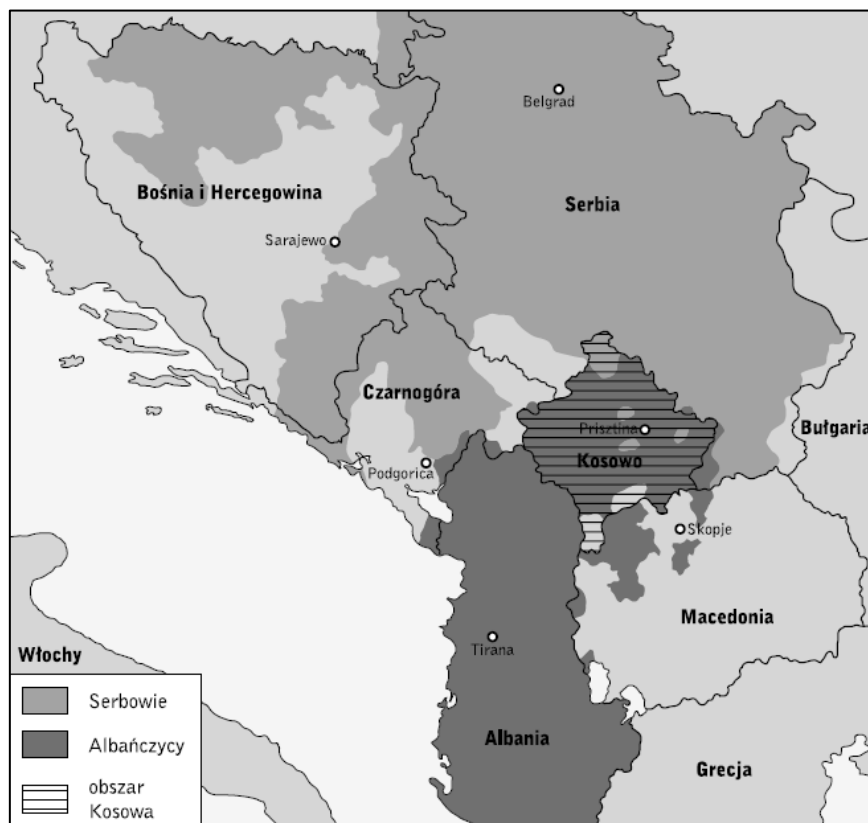 Belgrad
Bośnia i Hercegowina
Serbia
Sarajewo
Czarnogóra
Prisztina
Bułgaria
Kosowo
Podgorica
Skopje
Macedonia
Włochy
Tirana
Serbowie
Albańczycy
Albania
Grecja
obszar
Kosowa